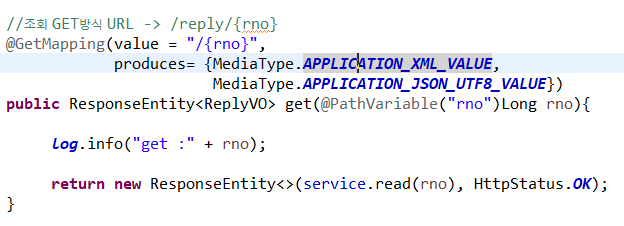 //조회 GET방식 URL -> /reply/{rno}
@GetMapping(value = "/{rno}",
produces= {MediaType.APPLICATION_XML_VALUE,
MediaType.APPLICATION_JSON_UTF8_VALUE})
public ResponseEntity<ReplyVO> get(@PathVariable("rno")Long rno){
log.info("get :" + rno);
return new ResponseEntity<>(service.read(rno), HttpStatus.OK);
}